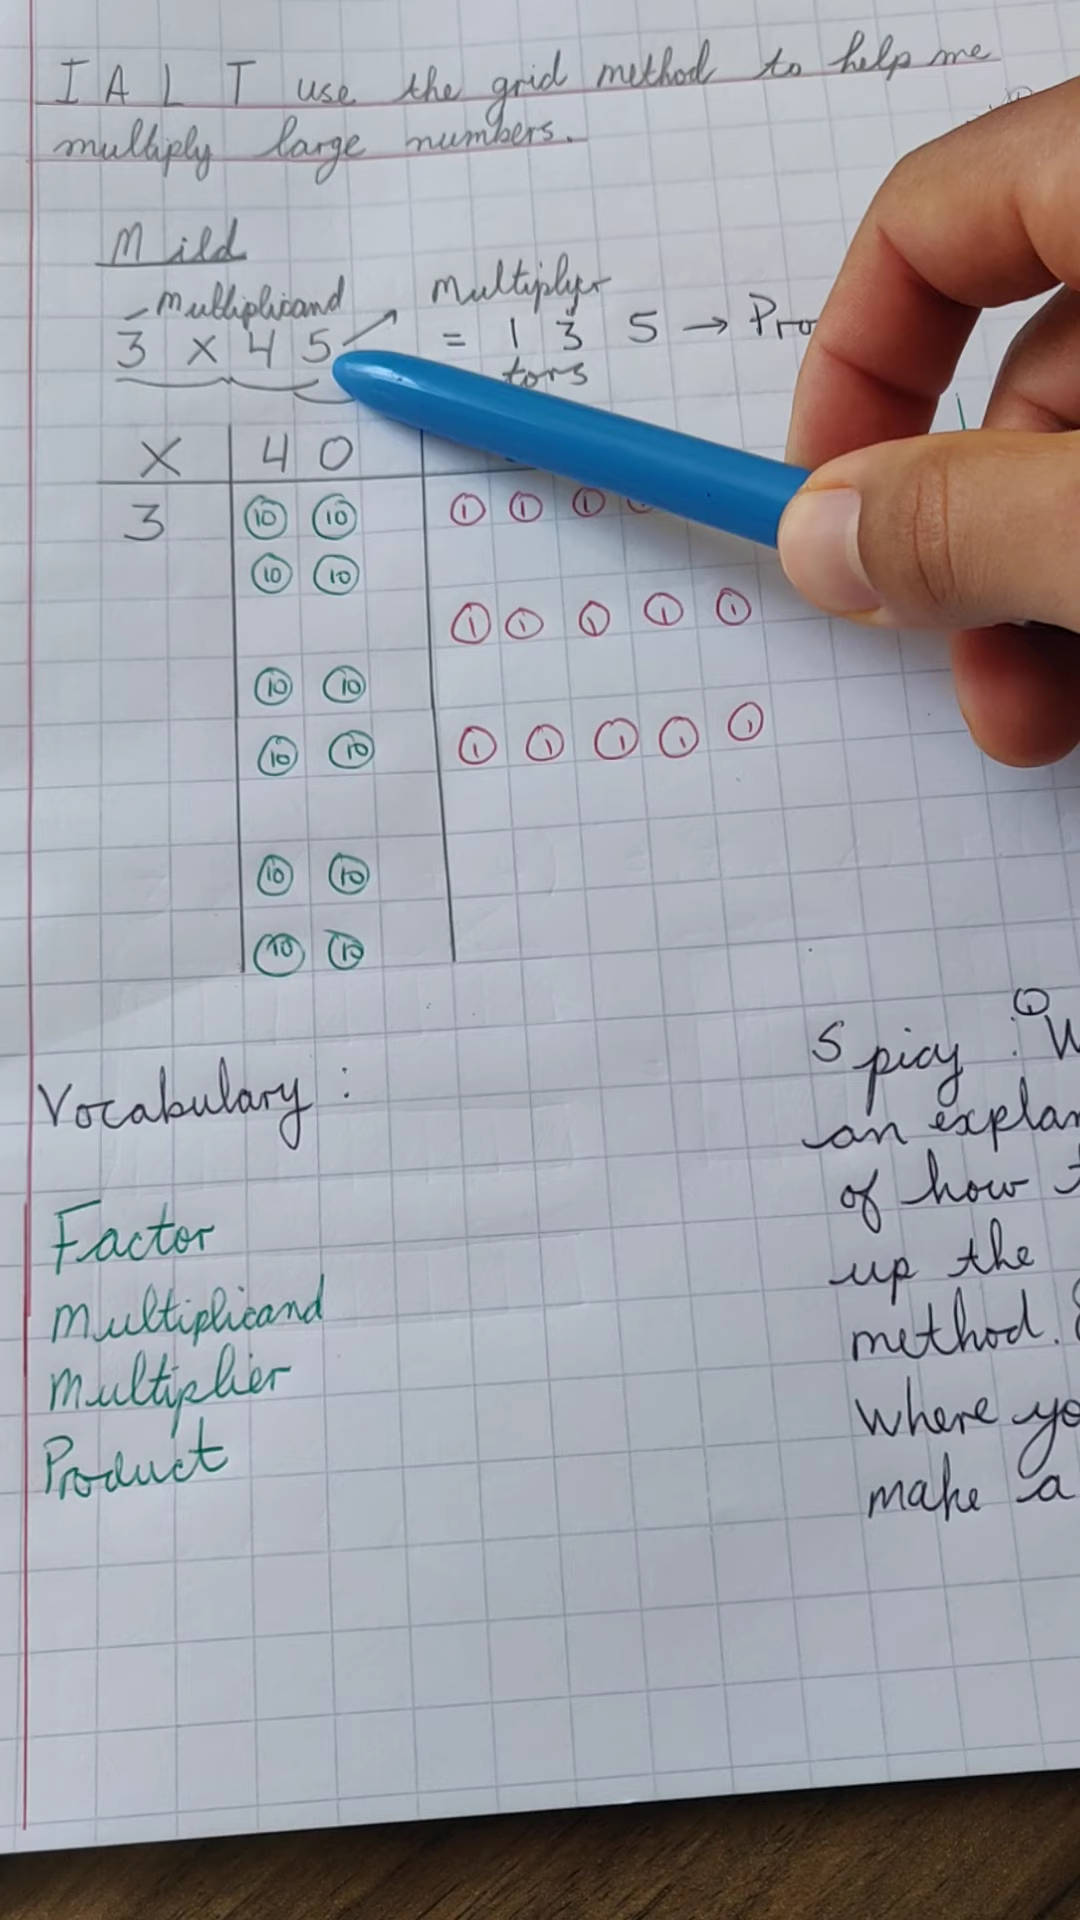 I A L T use the grid method to help me
multiply large numbers.
Mild
Multiplicand Multiplyer
3 x 4 5 = 1 3 5 → Pro
tors
X 4 0
3 10 10 1 1 1
10 10
1 1 1 1 1
10 10
10 10 1 1 1 1 1
10 10
10 10
Vocabulary :
Factor
Multiplicand
Multiplier
Product
1
Spicy : W
an explan
of how t
up the
method.
where yo
make a